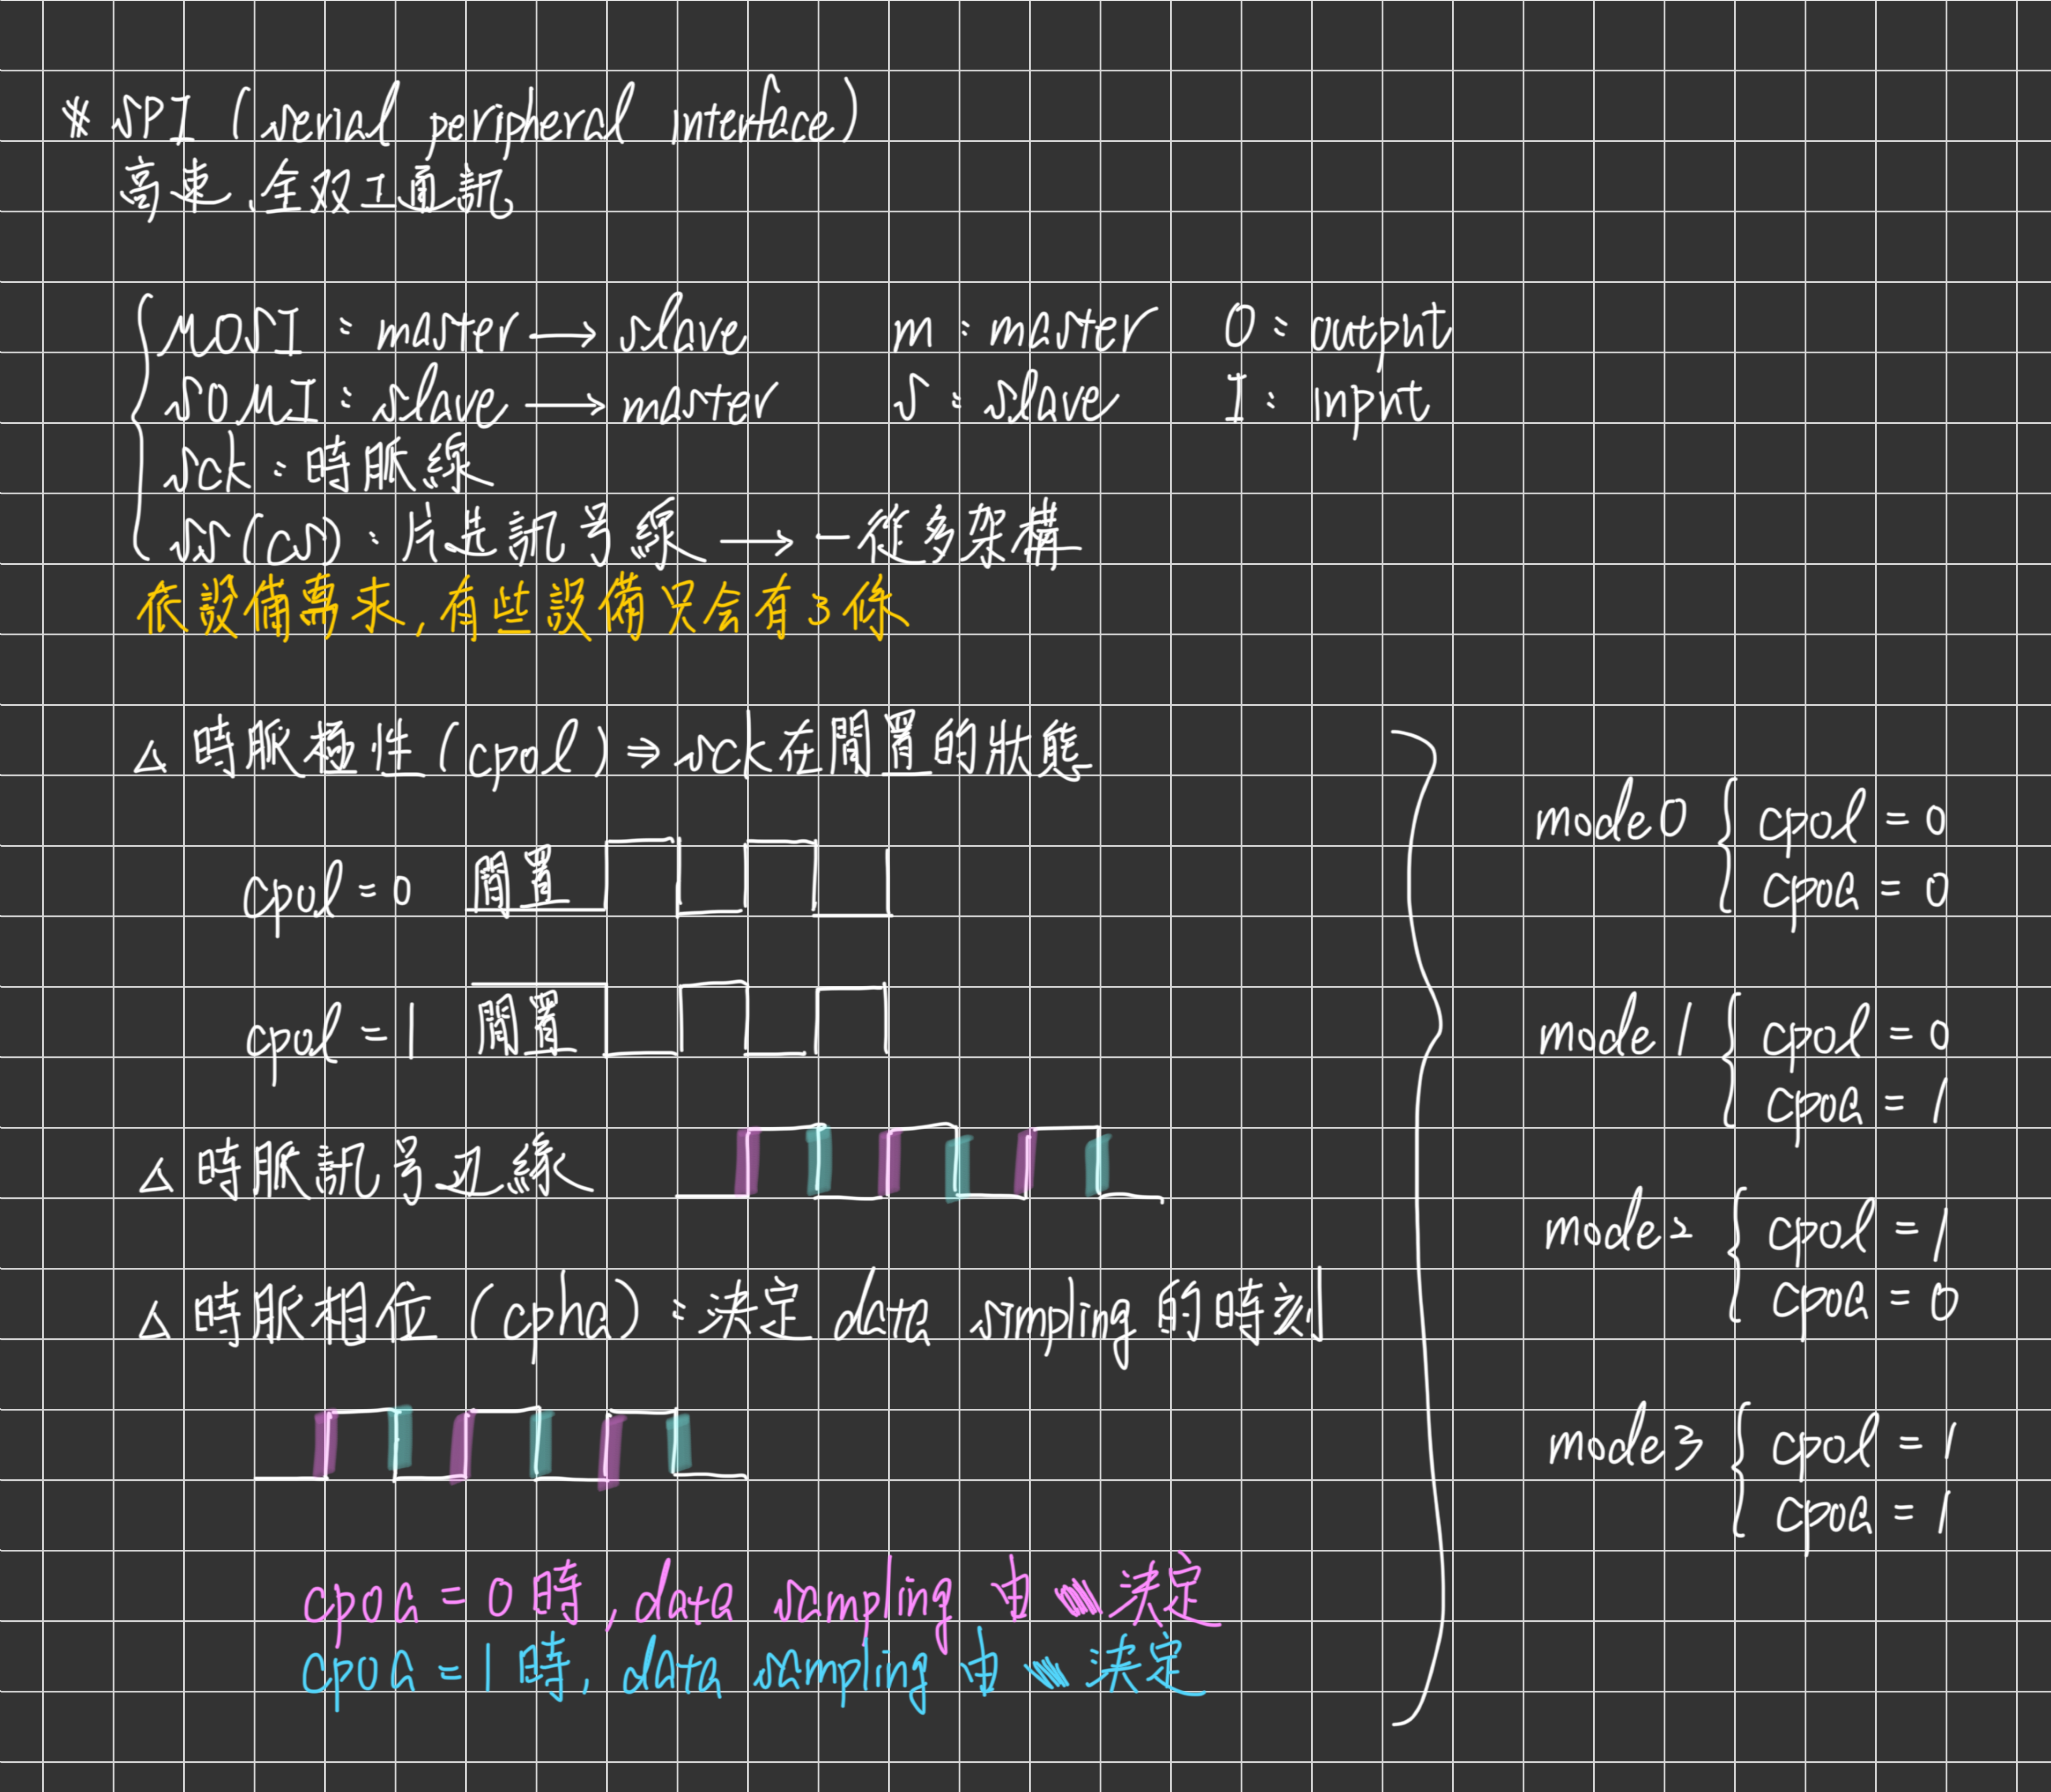 * SPI (serial peripheral interface)
高速、全双工通訊
MOSI : master → slave m : master O : output
SOMI : slave → master S : slave I : input
sck : 時脈線
SS(CS) : 片选訊号線 → 一從多架構
依設備需求, 有些設備只会有3條
△ 時脈極性 (cpol) ⇒ sck在閒置的狀態
cpol = 0 閒置
cpol = 1 閒置
△ 時脈訊号边緣
△ 時脈相位 (cpha) : 決定 data simpling 的時刻
cpoa = 0 時, data sampling 由 決定
cpoa = 1 時, data sampling 由 決定
mode 0 { cpol = 0
cpoa = 0
mode 1 { cpol = 0
cpoa = 1
mode 2 { cpol = 1
cpoa = 0
mode 3 { cpol = 1
cpoa = 1